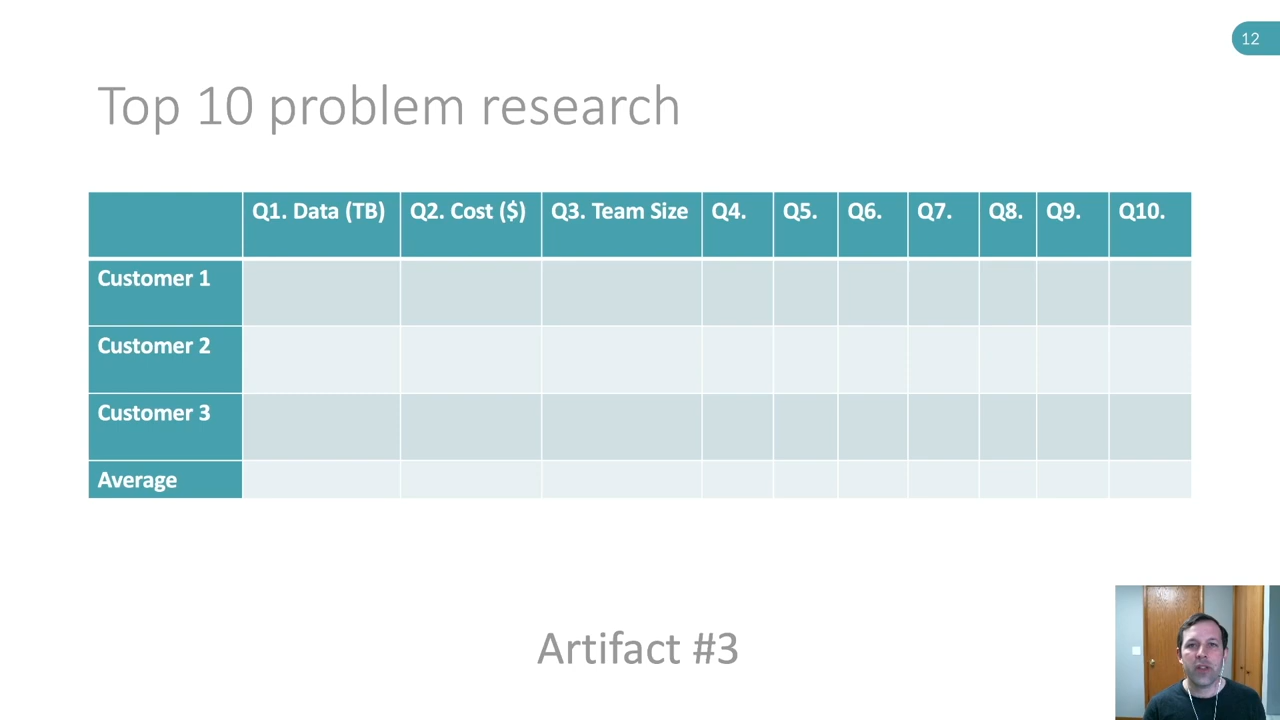 12
Top 10 problem research
Q1. Data (TB) Q2. Cost ($) Q3. Team Size Q4. Q5. Q6. Q7. Q8. Q9. Q10.
Customer 1
Customer 2
Customer 3
Average
Artifact #3